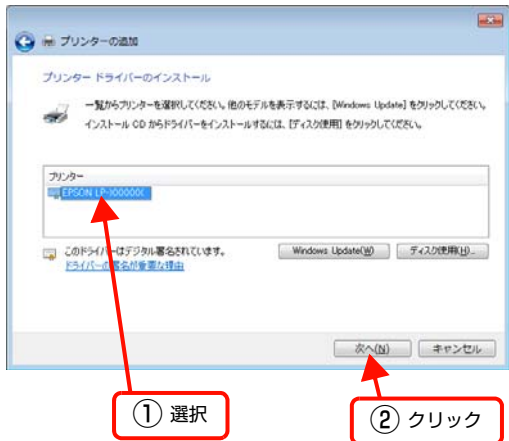 プリンターの追加
プリンター ドライバーのインストール
一覧からプリンターを選択してください。他のモデルを表示するには、[Windows Update] をクリックしてください。
インストール CD からドライバーをインストールするには、[ディスク使用] をクリックしてください。
プリンター
EPSON LP-XXXXXX
このドライバーはデジタル署名されています。
ドライバーの署名が重要な理由
Windows Update(W)
ディスク使用(H)...
次へ(N)
キャンセル
① 選択
② クリック